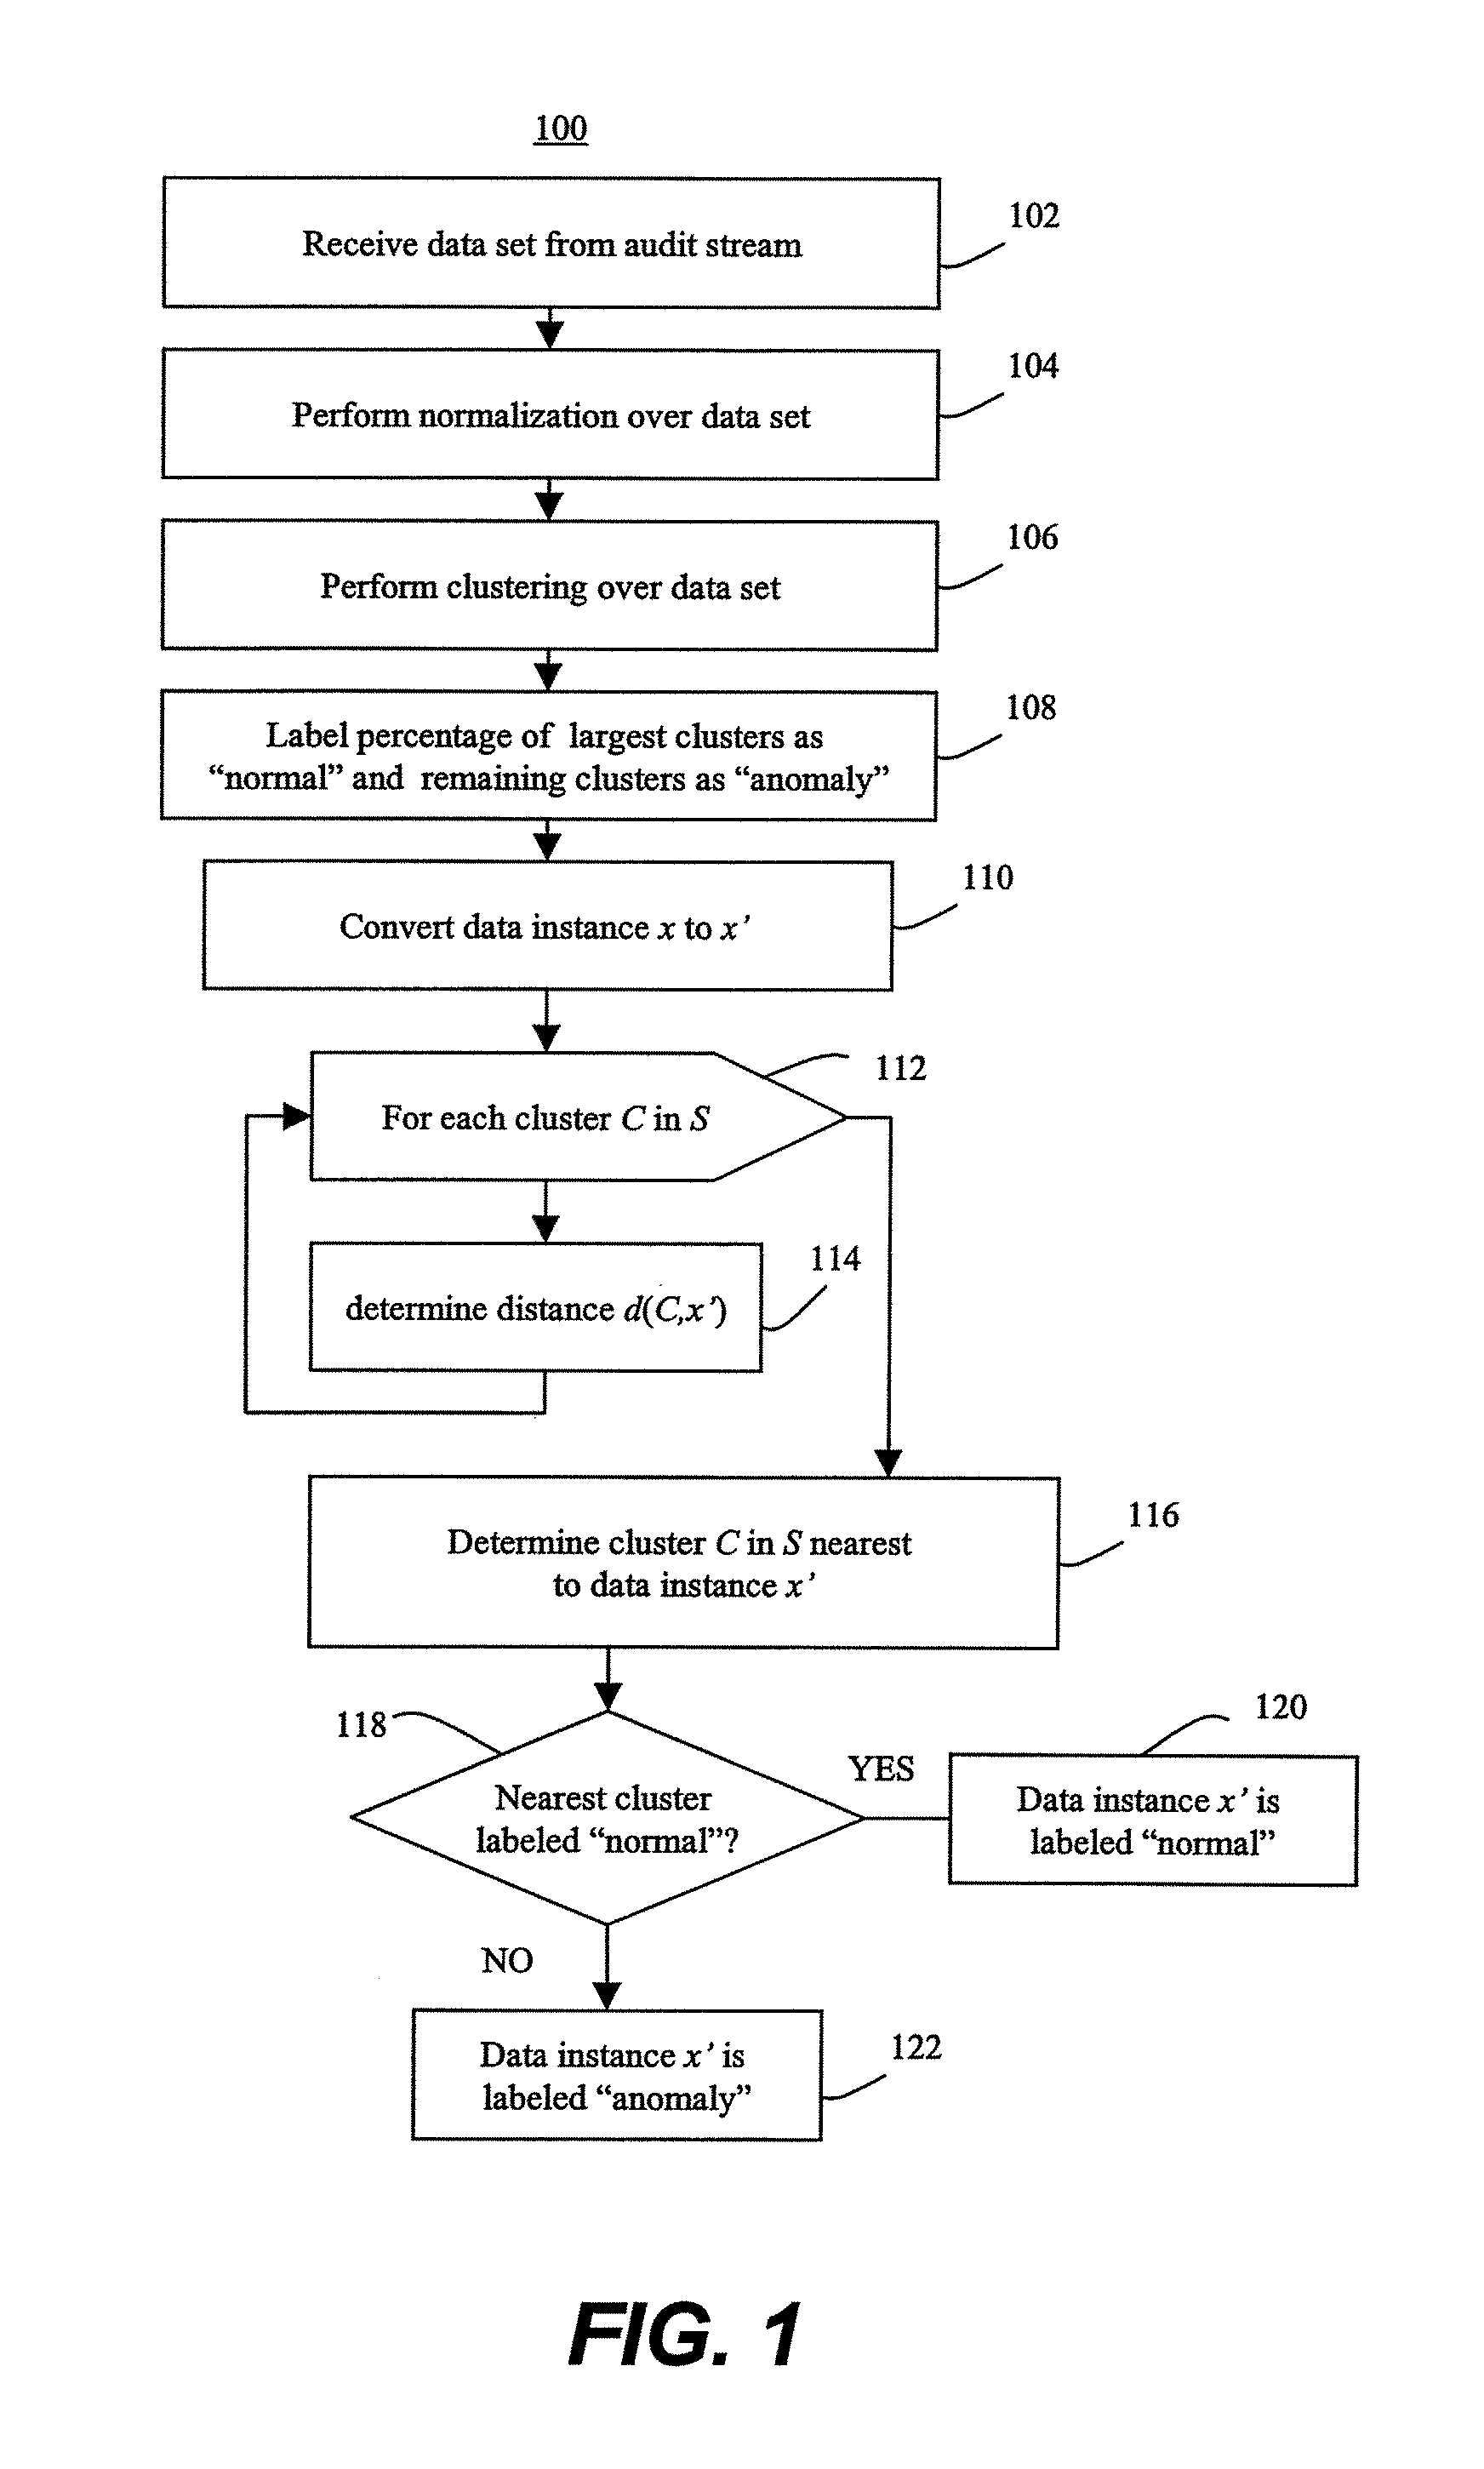 100
Receive data set from audit stream
102
Perform normalization over data set
104
Perform clustering over data set
106
Label percentage of largest clusters as
“normal” and remaining clusters as “anomaly”
108
Convert data instance x to x’
110
For each cluster C in S
112
determine distance d(C,x’)
114
Determine cluster C in S nearest
to data instance x’
116
118
Nearest cluster
labeled “normal”?
YES
120
Data instance x’ is
labeled “normal”
NO
Data instance x’ is
labeled “anomaly”
122
FIG. 1